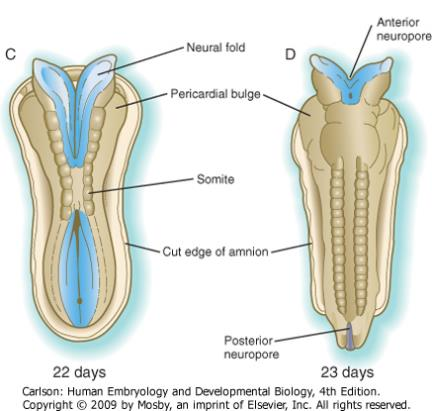 C
Neural fold
D
Anterior
neuropore
Pericardial bulge
Somite
Cut edge of amnion
Posterior
neuropore
22 days
23 days
Carlson: Human Embryology and Developmental Biology, 4th Edition.
Copyright © 2009 by Mosby, an imprint of Elsevier, Inc. All rights reserved.